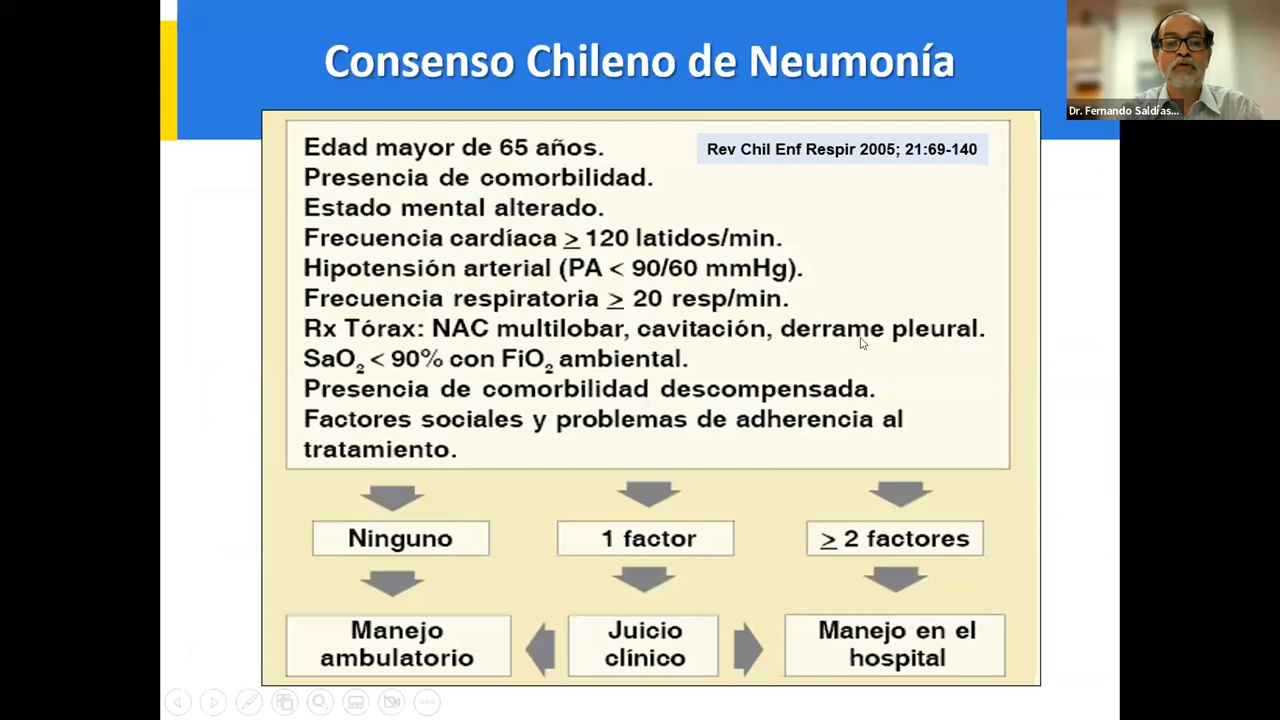 Consenso Chileno de Neumonía
Dr. Fernando Saldías...
Edad mayor de 65 años.
Rev Chil Enf Respir 2005; 21:69-140
Presencia de comorbilidad.
Estado mental alterado.
Frecuencia cardíaca ≥ 120 latidos/min.
Hipotensión arterial (PA < 90/60 mmHg).
Frecuencia respiratoria ≥ 20 resp/min.
Rx Tórax: NAC multilobar, cavitación, derrame pleural.
SaO₂ < 90% con FiO₂ ambiental.
Presencia de comorbilidad descompensada.
Factores sociales y problemas de adherencia al
tratamiento.
Ninguno
1 factor
≥ 2 factores
Manejo
ambulatorio
Juicio
clínico
Manejo en el
hospital